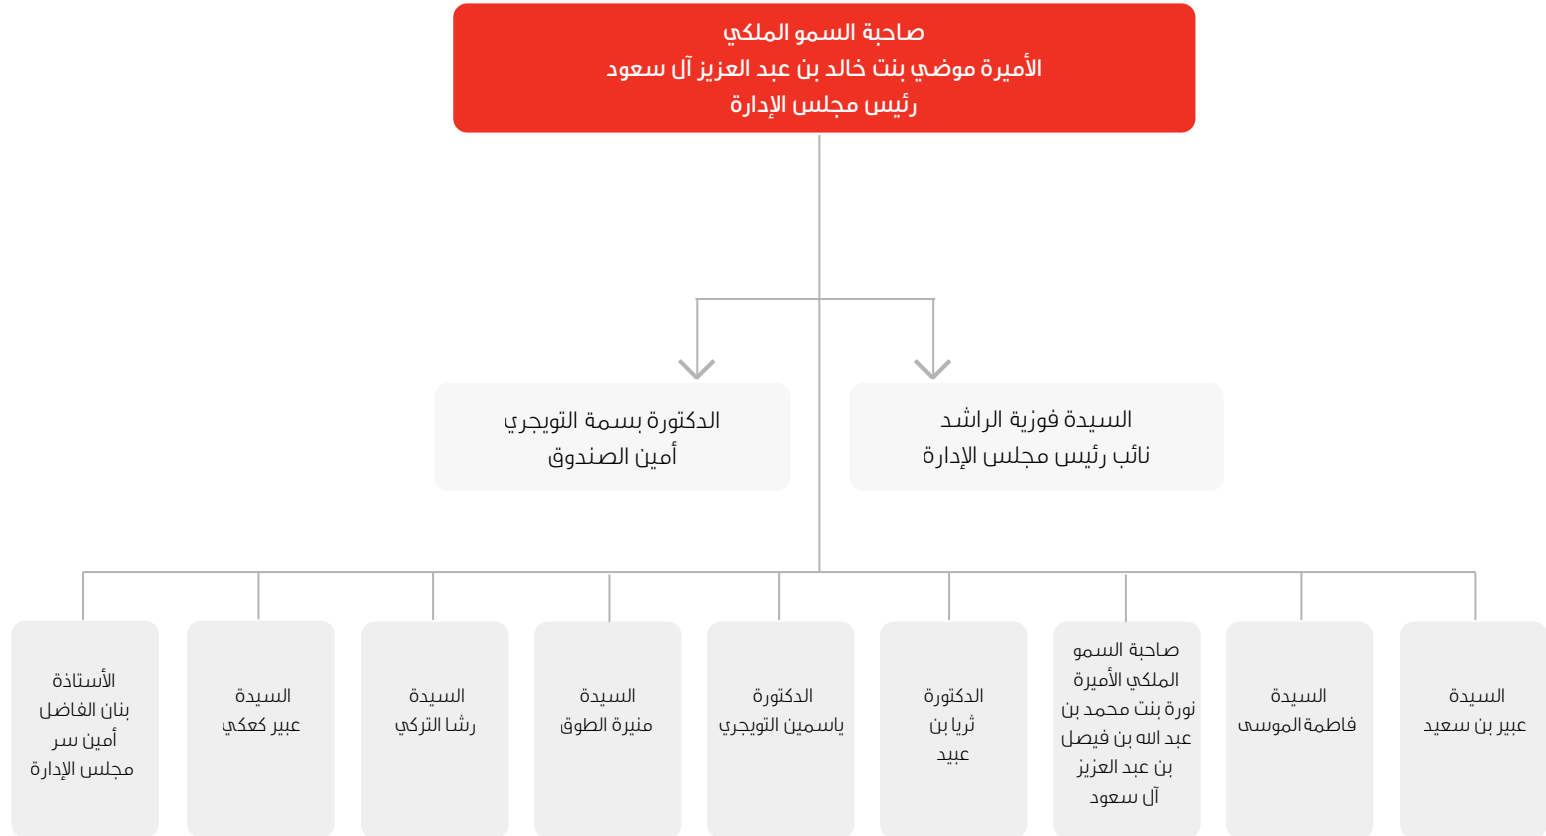 صاحبة السمو الملكي
الأميرة موضي بنت خالد بن عبد العزيز آل سعود
رئيس مجلس الإدارة
السيدة فوزية الراشد
نائب رئيس مجلس الإدارة
الدكتورة بسمة التويجري
أمين الصندوق
السيدة
عبير بن سعيد
السيدة
فاطمة الموسى
صاحبة السمو
الملكي الأميرة
نورة بنت محمد بن
عبد الله بن فيصل
بن عبد العزيز
آل سعود
الدكتورة
ثريا بن
عبيد
الدكتورة
ياسمين التويجري
السيدة
منيرة الطوق
السيدة
رشا التركي
السيدة
عبير كعكي
الأستاذة
بنان الفاضل
أمين سر
مجلس الإدارة